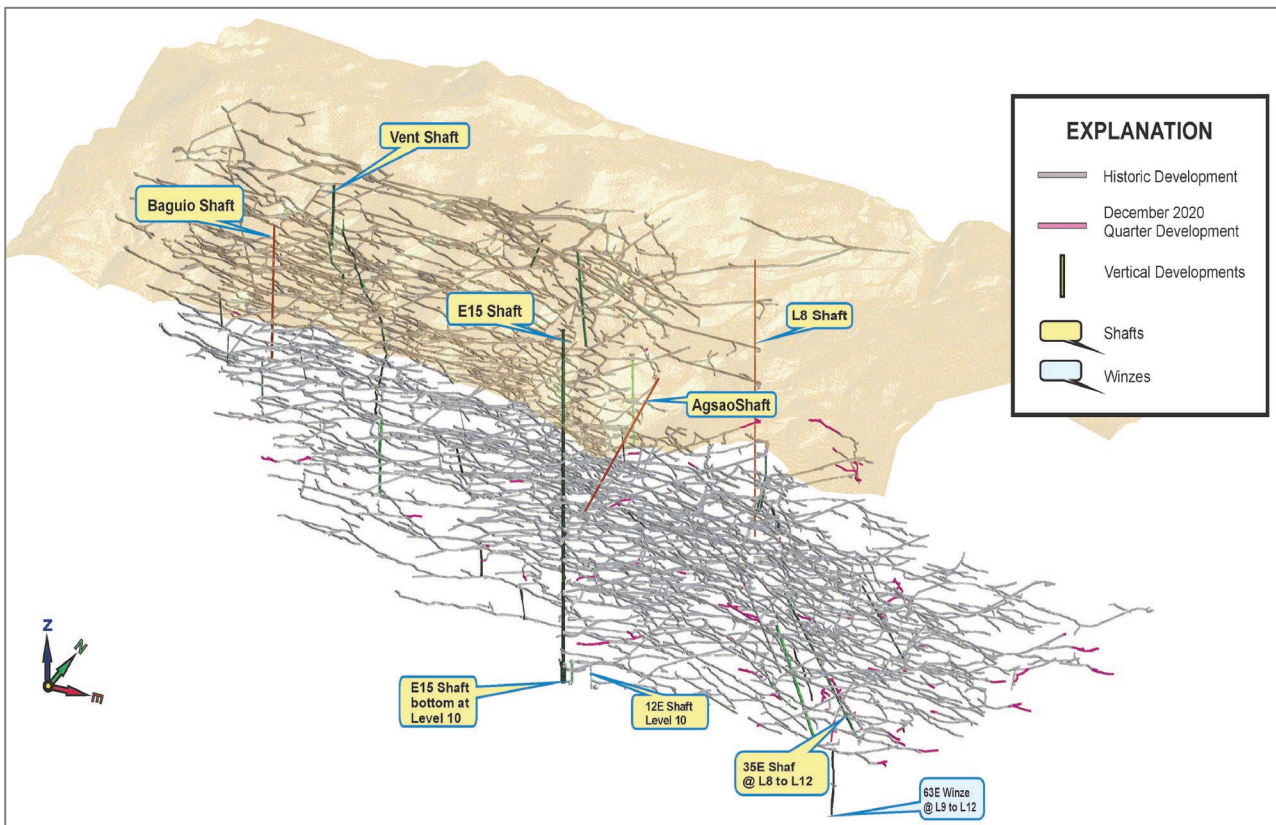 Vent Shaft
Baguio Shaft
E15 Shaft
L8 Shaft
AgsaoShaft
E15 Shaft
bottom at
Level 10
12E Shaft
Level 10
35E Shaf
@ L8 to L12
63E Winze
@ L9 to L12
Z
N
E
EXPLANATION
Historic Development
December 2020
Quarter Development
Vertical Developments
Shafts
Winzes